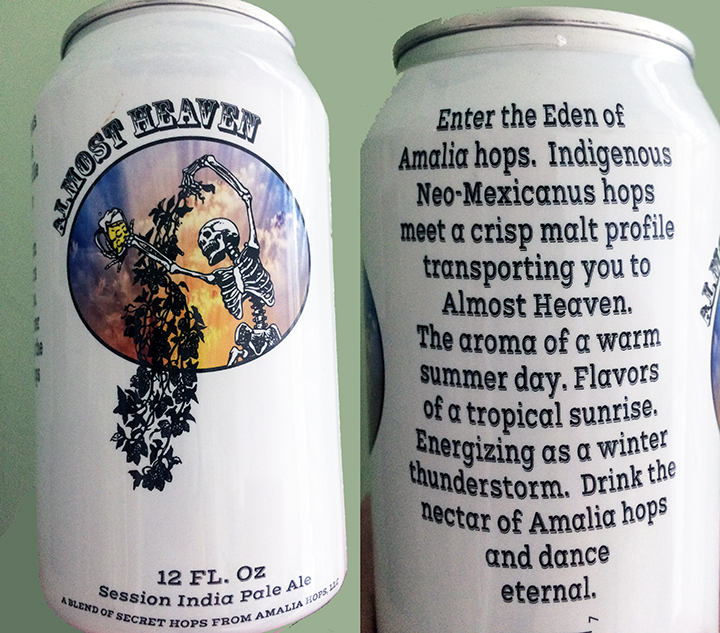 ALMOST HEAVEN
12 FL. Oz
Session India Pale Ale
A BLEND OF SECRET HOPS FROM AMALIA HOPS, LLC
Enter the Eden of
Amalia hops. Indigenous
Neo-Mexicanus hops
meet a crisp malt profile
transporting you to
Almost Heaven.
The aroma of a warm
summer day. Flavors
of a tropical sunrise.
Energizing as a winter
thunderstorm. Drink the
nectar of Amalia hops
and dance
eternal.
7